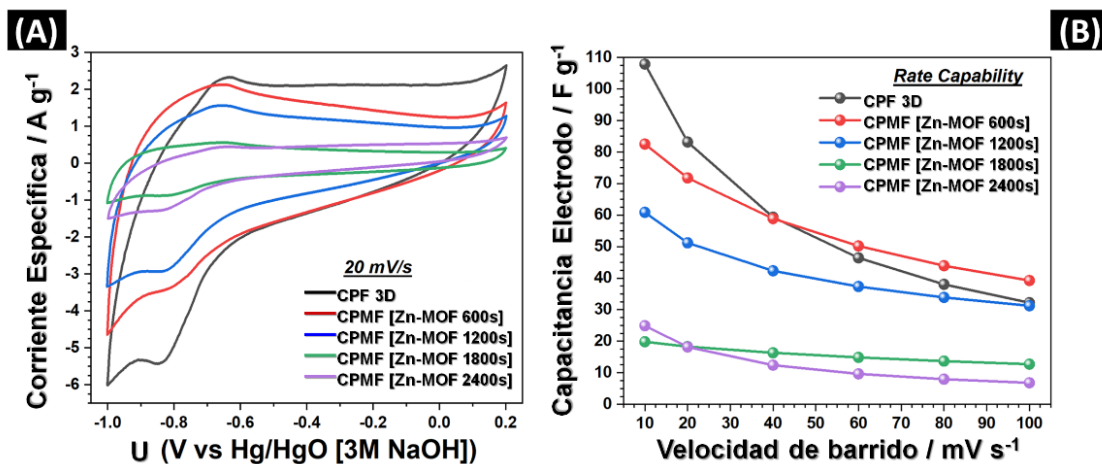 (A)
Corriente Específica / A g⁻¹
3
2
1
0
-1
-2
-3
-4
-5
-6
20 mV/s
CPF 3D
CPMF [Zn-MOF 600s]
CPMF [Zn-MOF 1200s]
CPMF [Zn-MOF 1800s]
CPMF [Zn-MOF 2400s]
-1.0 -0.8 -0.6 -0.4 -0.2 0.0 0.2
U (V vs Hg/HgO [3M NaOH])
(B)
Capacitancia Electrodo / F g⁻¹
110
100
90
80
70
60
50
40
30
20
10
0
Rate Capability
CPF 3D
CPMF [Zn-MOF 600s]
CPMF [Zn-MOF 1200s]
CPMF [Zn-MOF 1800s]
CPMF [Zn-MOF 2400s]
10 20 30 40 50 60 70 80 90 100
Velocidad de barrido / mV s⁻¹